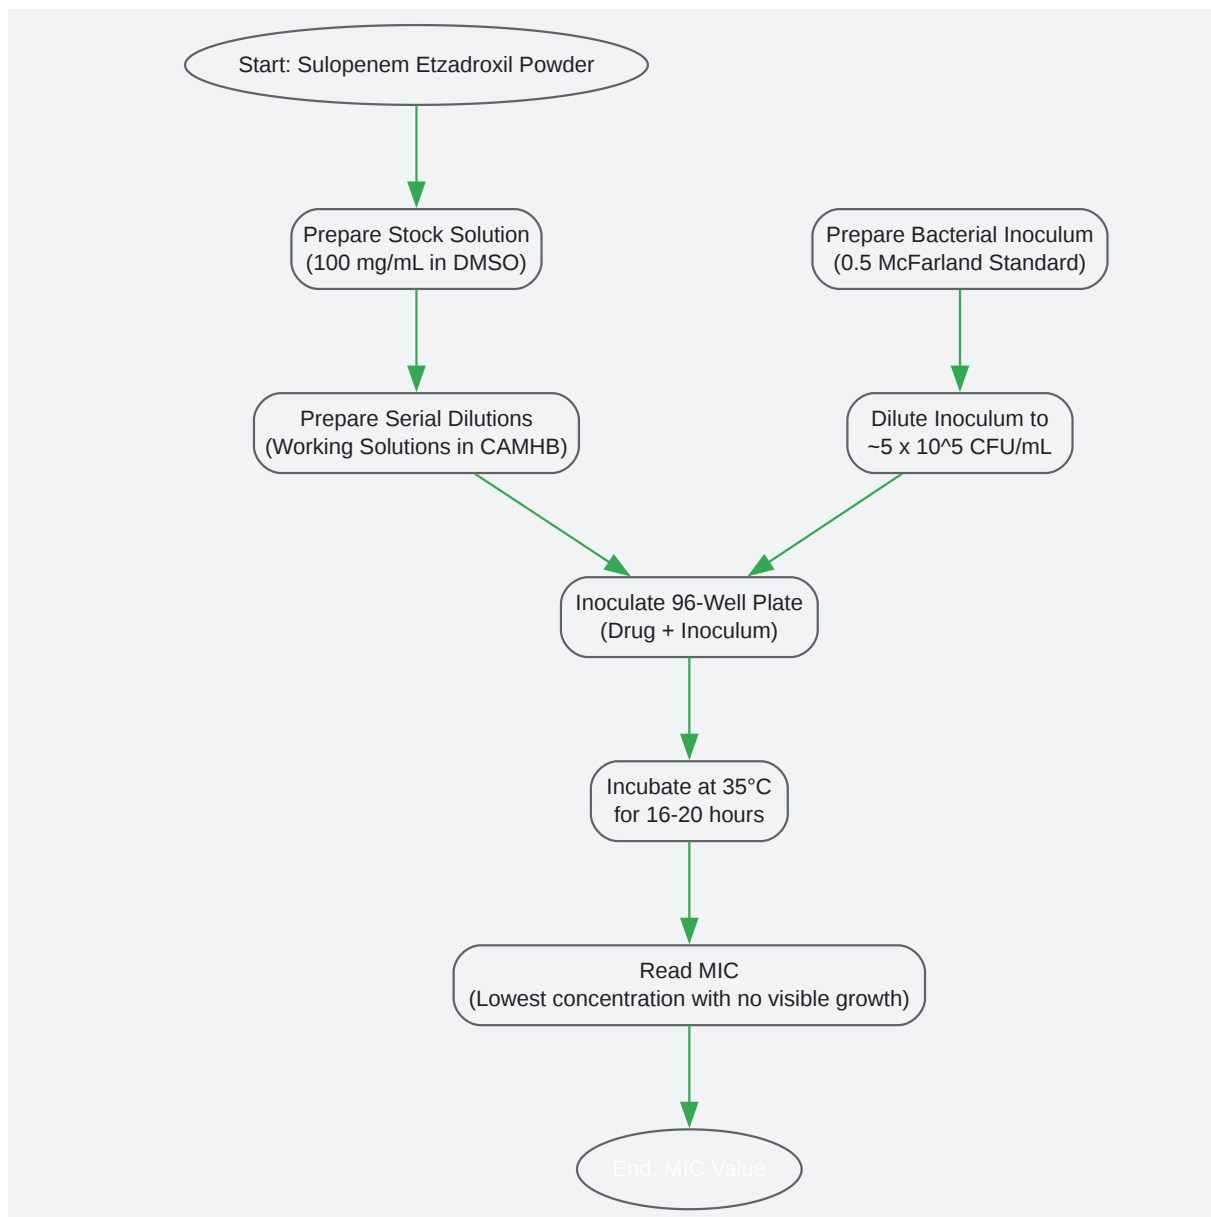 Start: Sulopenem Etzadroxil Powder
Prepare Stock Solution
(100 mg/mL in DMSO)
Prepare Bacterial Inoculum
(0.5 McFarland Standard)
Prepare Serial Dilutions
(Working Solutions in CAMHB)
Dilute Inoculum to
~5 x 10^5 CFU/mL
Inoculate 96-Well Plate
(Drug + Inoculum)
Incubate at 35°C
for 16-20 hours
Read MIC
(Lowest concentration with no visible growth)
End: MIC Value